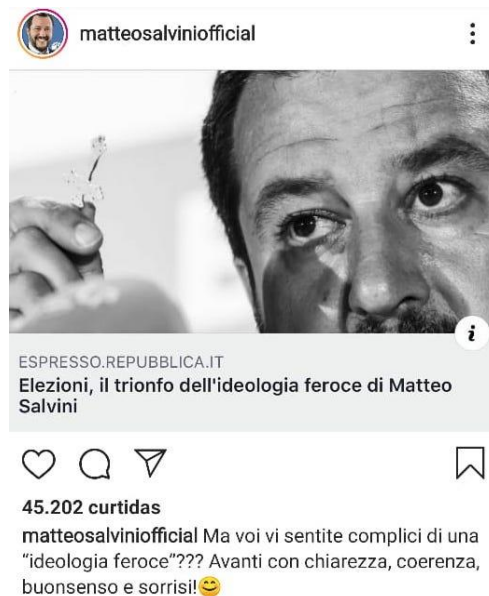 matteosalviniofficial
ESPRESSO.REPUBBLICA.IT
Elezioni, il trionfo dell'ideologia feroce di Matteo
Salvini
45.202 curtidas
matteosalviniofficial Ma voi vi sentite complici di una
“ideologia feroce”??? Avanti con chiarezza, coerenza,
buonsenso e sorrisi!😊